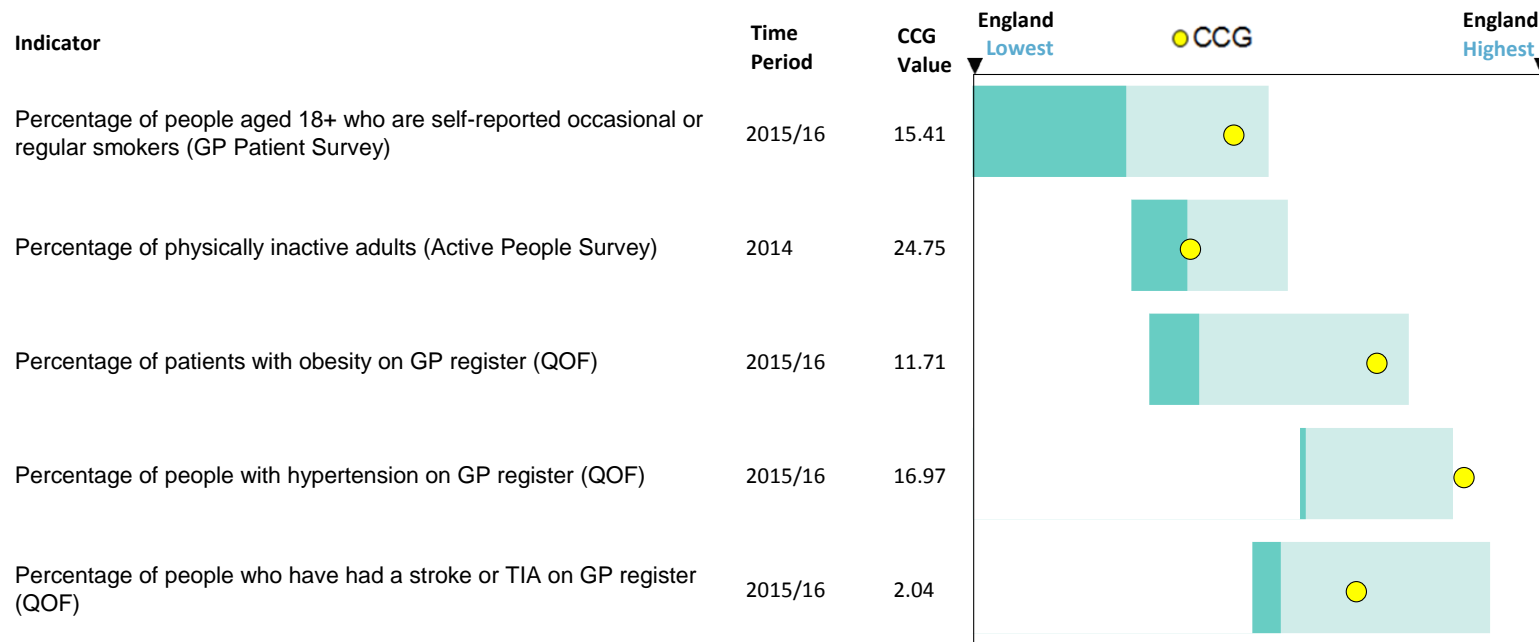 Indicator
Time
Period
CCG
Value
England
Lowest
CCG
England
Highest
Percentage of people aged 18+ who are self-reported occasional or
regular smokers (GP Patient Survey)
2015/16
15.41
Percentage of physically inactive adults (Active People Survey)
2014
24.75
Percentage of patients with obesity on GP register (QOF)
2015/16
11.71
Percentage of people with hypertension on GP register (QOF)
2015/16
16.97
Percentage of people who have had a stroke or TIA on GP register
(QOF)
2015/16
2.04